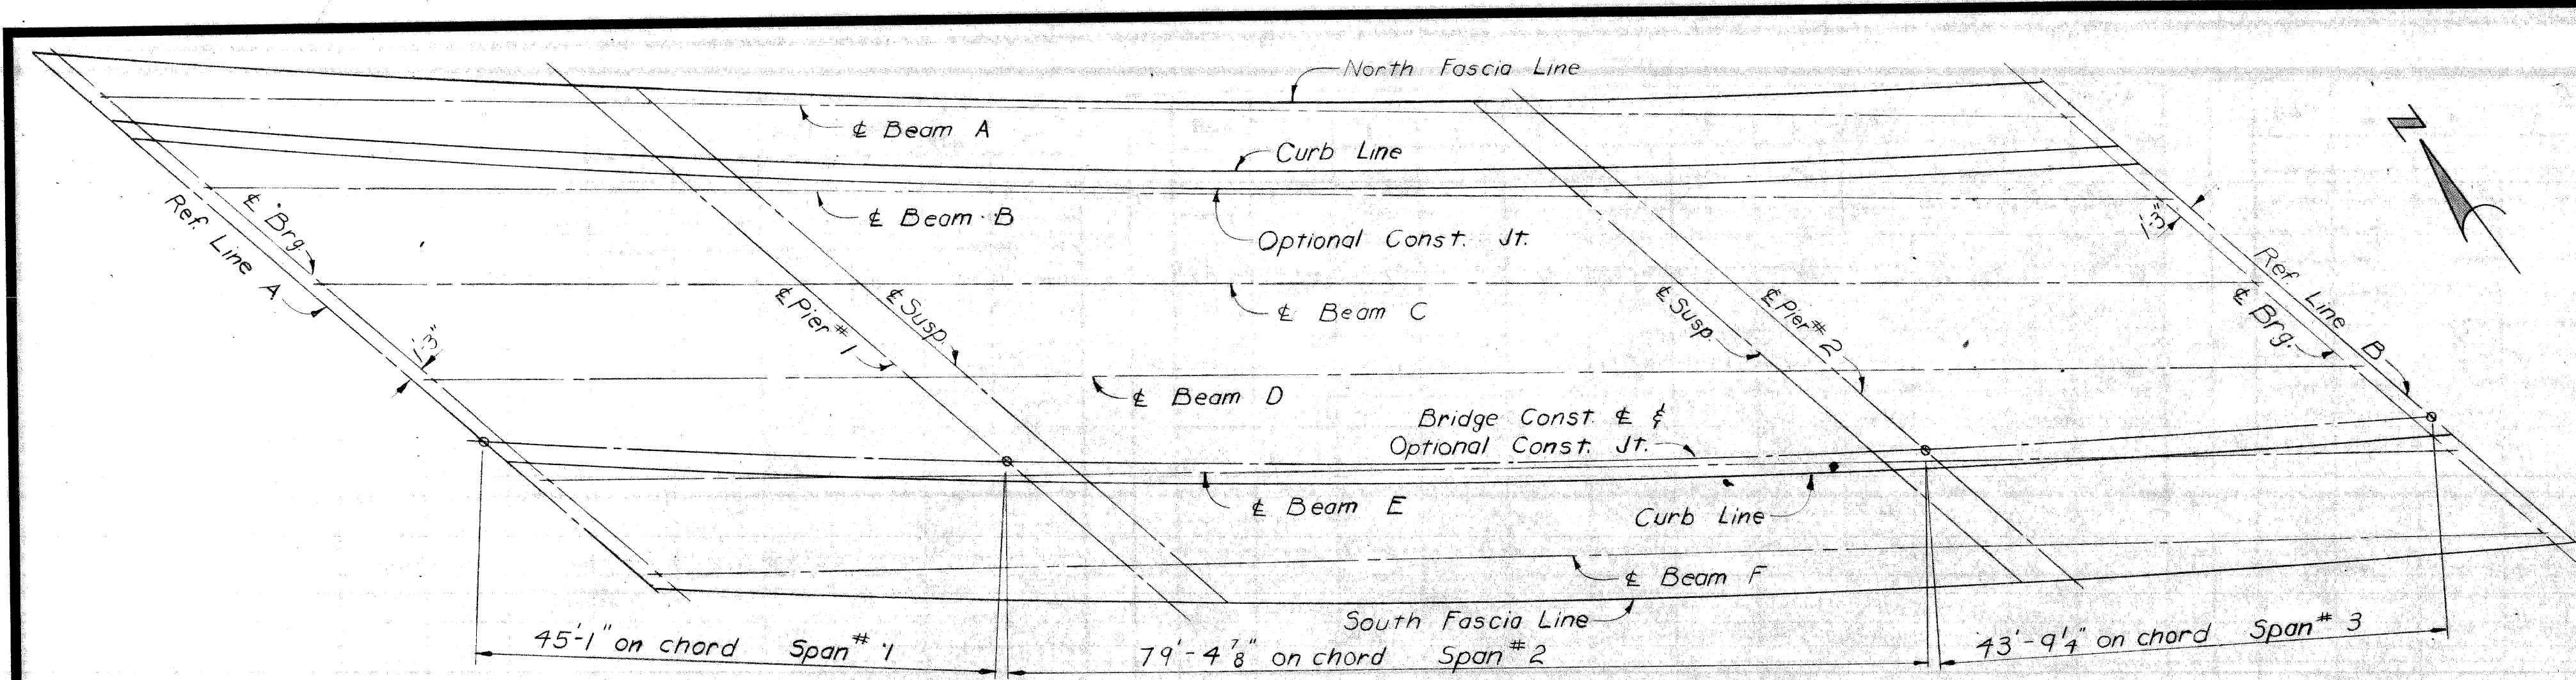 North Fascia Line
℄ Beam A
Curb Line
℄ Beam B
Optional Const. Jt.
℄ Brg.
Ref. Line A
1'-3"
℄ Pier #1
℄ Susp.
℄ Beam C
℄ Susp.
℄ Pier #2
N
1'-3"
Ref. Line B
℄ Brg.
℄ Beam D
Bridge Const. ℄ &
Optional Const. Jt.
℄ Beam E
Curb Line
℄ Beam F
South Fascia Line
45'-1" on chord Span #1
79'-4 7/8" on chord Span #2
43'-9 1/4" on chord Span #3